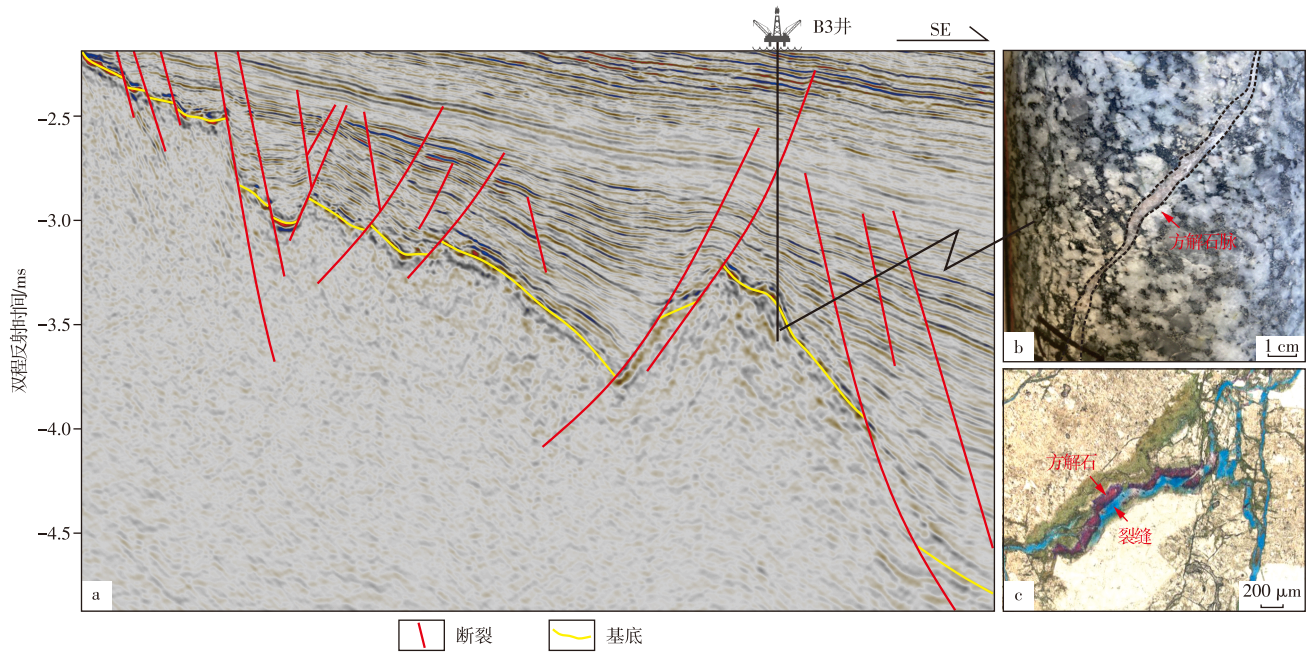 B3井
SE
双程反射时间/ms
-2.5
-3.0
-3.5
-4.0
-4.5
a
方解石脉
b
1 cm
方解石
裂缝
c
200 μm
断裂
基底